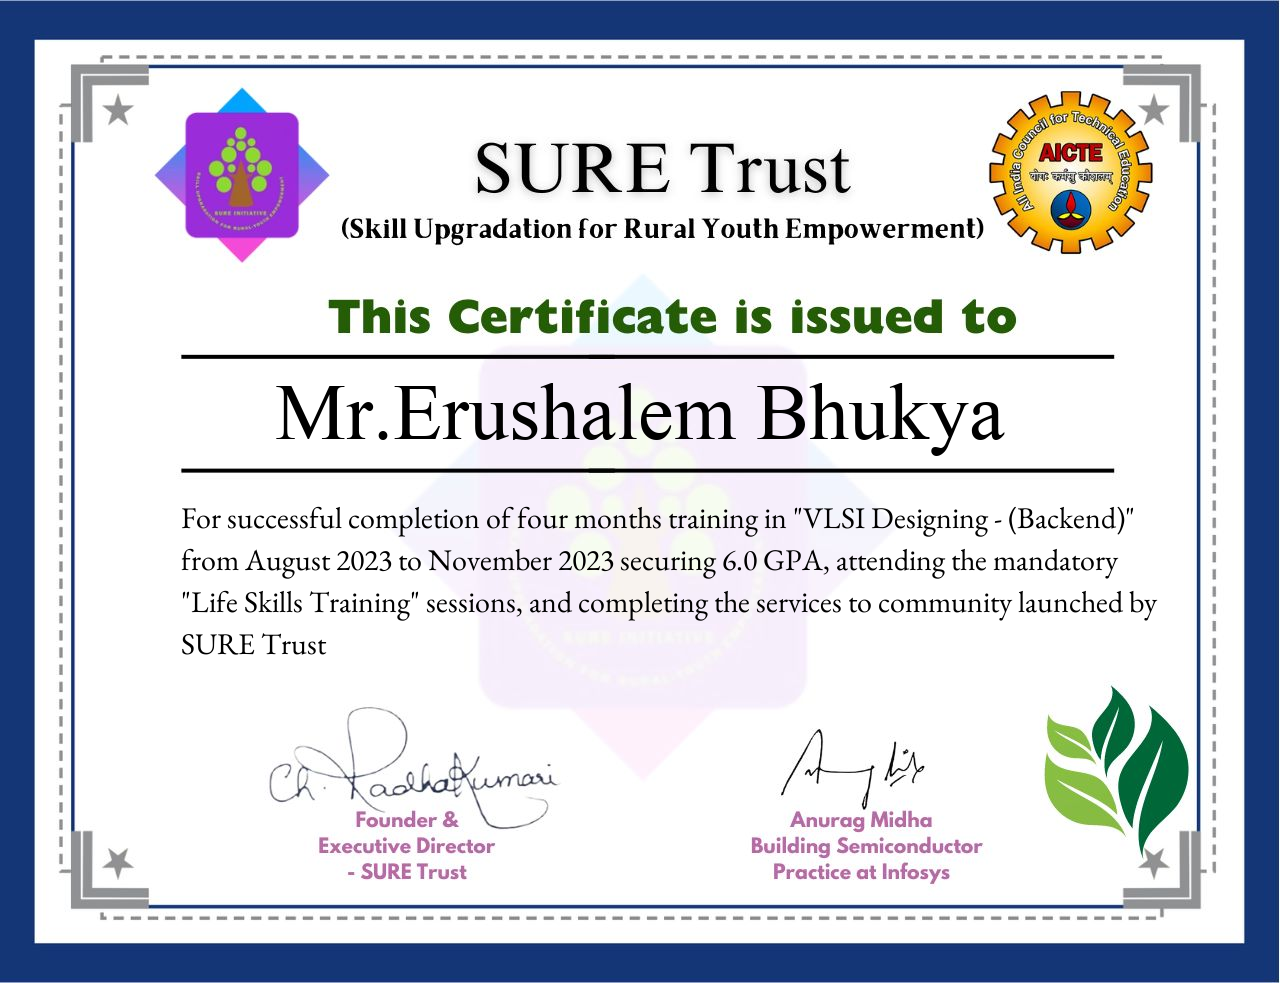 SURE Trust
(Skill Upgradation for Rural Youth Empowerment)
SURE INITIATIVE
SKILL UPGRADATION FOR RURAL-YOUTH EMPOWERMENT
All India Council for Technical Education
AICTE
योगः कर्मसु कौशलम्
This Certificate is issued to
Mr.Erushalem Bhukya
For successful completion of four months training in "VLSI Designing - (Backend)"
from August 2023 to November 2023 securing 6.0 GPA, attending the mandatory
"Life Skills Training" sessions, and completing the services to community launched by
SURE Trust
SURE INITIATIVE
Ch. RadhaKumari
Founder &
Executive Director
- SURE Trust
Anurag Midha
Building Semiconductor
Practice at Infosys